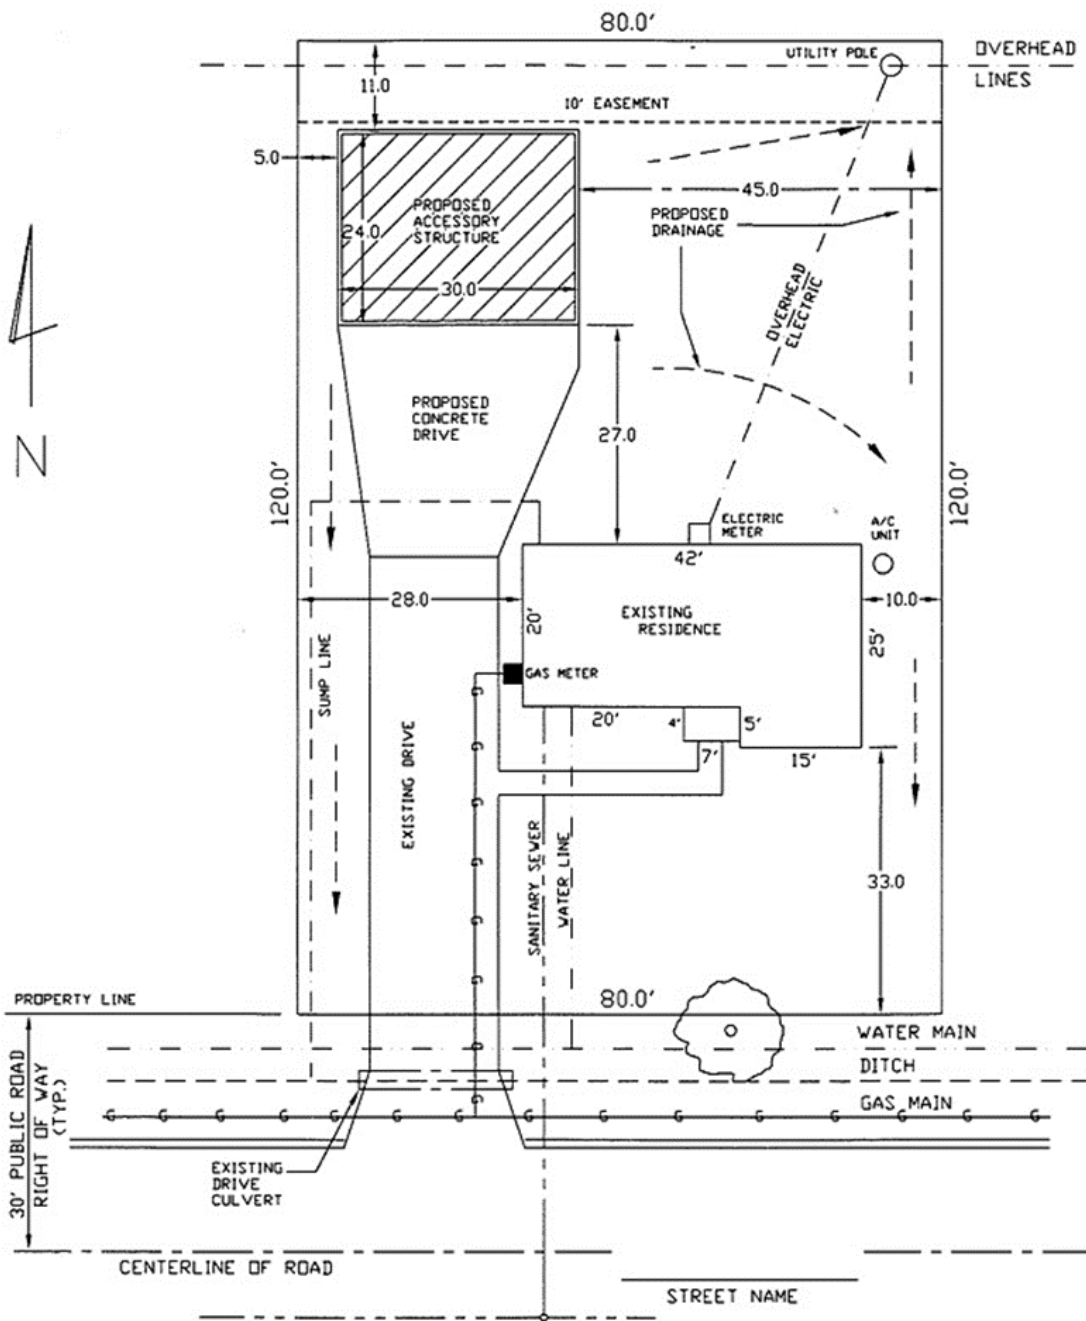 80.0'
UTILITY POLE
OVERHEAD
LINES
11.0
10' EASEMENT
5.0
45.0
PROPOSED
ACCESSORY
STRUCTURE
24.0
30.0
PROPOSED
DRAINAGE
OVERHEAD
ELECTRIC
PROPOSED
CONCRETE
DRIVE
27.0
N
120.0'
120.0'
ELECTRIC
METER
A/C
UNIT
42'
28.0
10.0
EXISTING
RESIDENCE
20'
25'
SUMP LINE
GAS METER
G
G
20'
4'
5'
7'
15'
EXISTING DRIVE
G
G
G
G
SANITARY SEWER
WATER LINE
33.0
80.0'
PROPERTY LINE
WATER MAIN
DITCH
GAS MAIN
G
G
G G G G G G G G G G G G
30' PUBLIC ROAD
RIGHT OF WAY
(TYP.)
EXISTING
DRIVE
CULVERT
CENTERLINE OF ROAD
STREET NAME